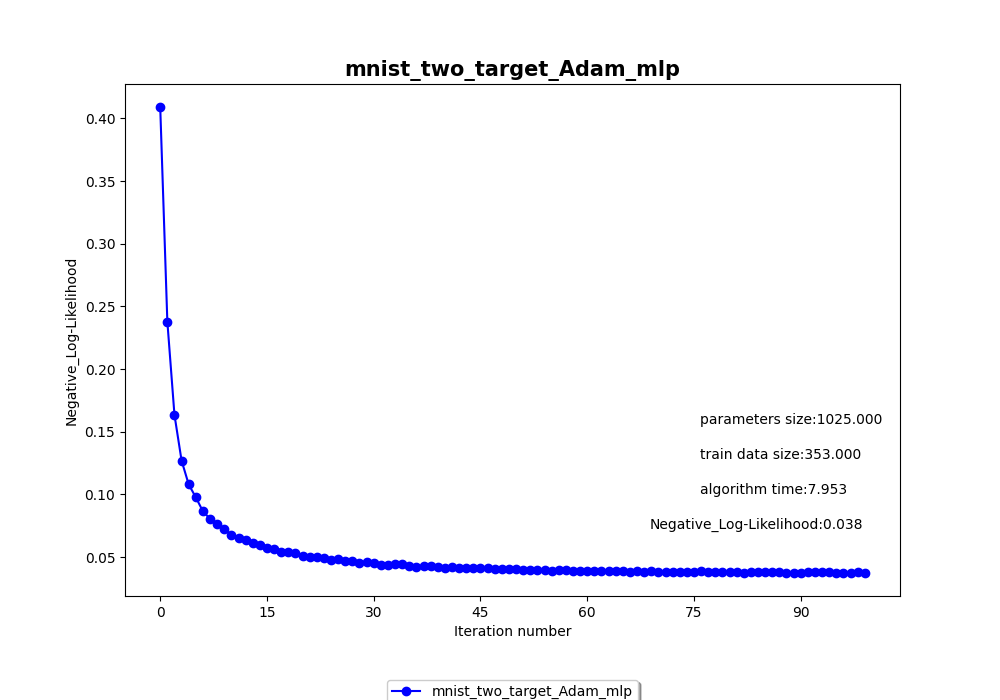 mnist_two_target_Adam_mlp
0.40
0.35
0.30
0.25
0.20
0.15
0.10
0.05
Negative_Log-Likelihood
parameters size:1025.000
train data size:353.000
algorithm time:7.953
Negative_Log-Likelihood:0.038
0 15 30 45 60 75 90
Iteration number
mnist_two_target_Adam_mlp